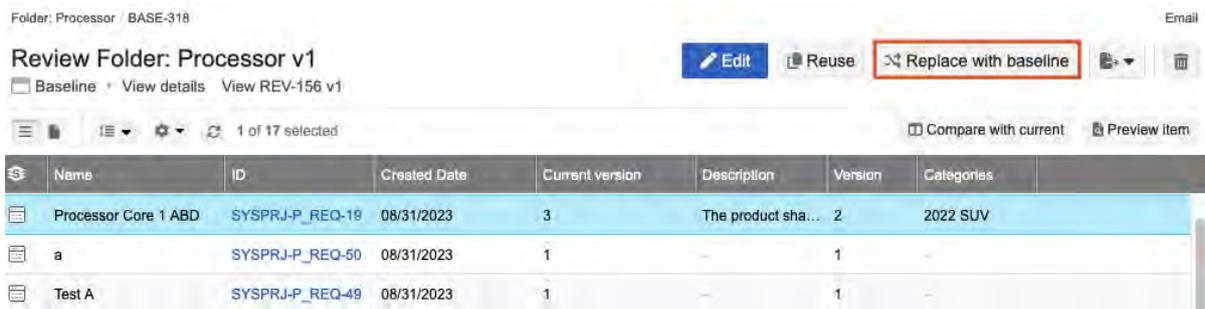 Folder: Processor / BASE-318 Email
Review Folder: Processor v1 Edit Reuse Replace with baseline
Baseline View details View REV-156 v1
1 of 17 selected Compare with current Preview item
Name ID Created Date Current version Description Version Categories
Processor Core 1 ABD SYSPRJ-P_REQ-19 08/31/2023 3 The product sha... 2 2022 SUV
a SYSPRJ-P_REQ-50 08/31/2023 1 - 1 -
Test A SYSPRJ-P_REQ-49 08/31/2023 1 - 1 -